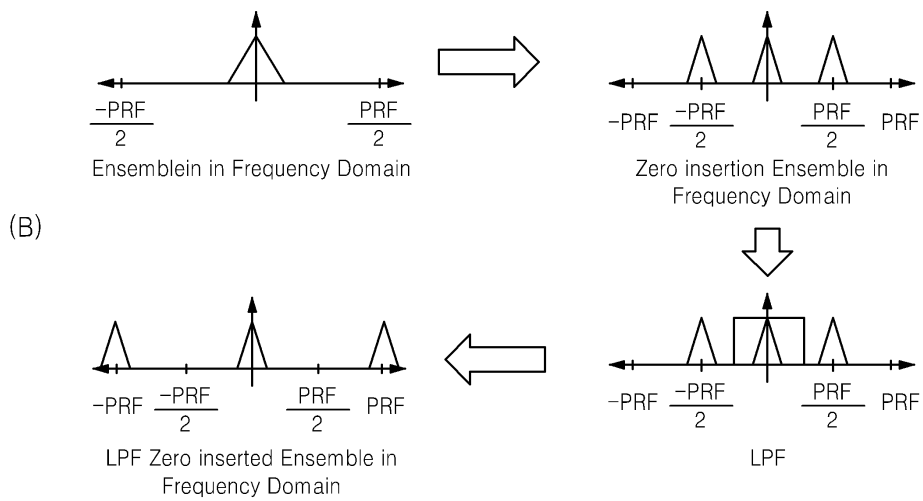 -PRF
2
PRF
2
Ensemblein in Frequency Domain
-PRF
-PRF
2
PRF
2
PRF
Zero insertion Ensemble in
Frequency Domain
(B)
-PRF
-PRF
2
PRF
2
PRF
LPF Zero inserted Ensemble in
Frequency Domain
-PRF
-PRF
2
PRF
2
PRF
LPF